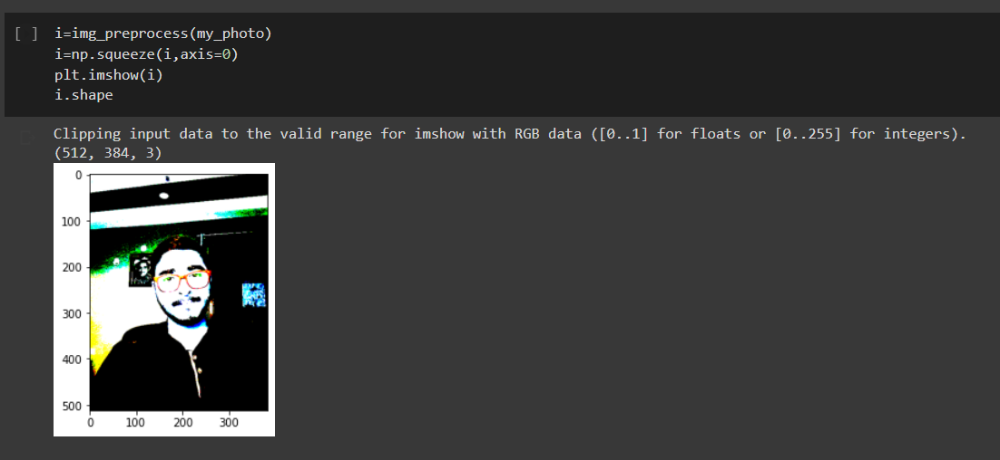 [ ] i=img_preprocess(my_photo)
i=np.squeeze(i,axis=0)
plt.imshow(i)
i.shape
Clipping input data to the valid range for imshow with RGB data ([0..1] for floats or [0..255] for integers).
(512, 384, 3)
0
100
200
300
400
500
0 100 200 300